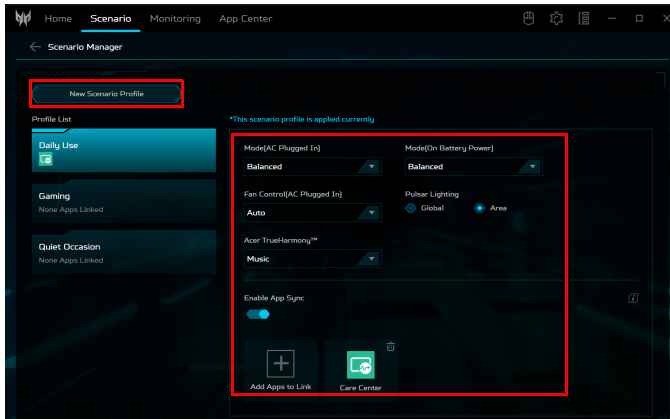 Home Scenario Monitoring App Center
Scenario Manager
New Scenario Profile
Profile List
Daily Use
Gaming
None Apps Linked
Quiet Occasion
None Apps Linked
*This scenario profile is applied currently
Mode(AC Plugged In) Mode(On Battery Power)
Balanced Balanced
Fan Control(AC Plugged In) Pulsar Lighting
Auto Global Area
Acer TrueHarmony™
Music
Enable App Sync
Add Apps to Link Care Center